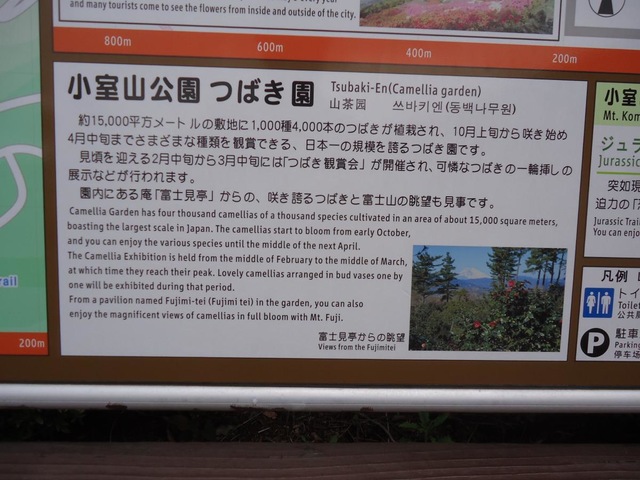 and many tourists come to see the flowers from inside and outside of the city.
800m 600m 400m 200m
小室山公園 つばき園 Tsubaki-En(Camellia garden)
山茶园 쓰바키엔(동백나무원)
約15,000平方メートルの敷地に1,000種4,000本のつばきが植栽され、10月上旬から咲き始め
4月中旬までさまざまな種類を観賞できる、日本一の規模を誇るつばき園です。
見頃を迎える2月中旬から3月中旬には「つばき観賞会」が開催され、可憐なつばきの一輪挿しの
展示などが行われます。
園内にある庵「富士見亭」からの、咲き誇るつばきと富士山の眺望も見事です。
Camellia Garden has four thousand camellias of a thousand species cultivated in an area of about 15,000 square meters,
boasting the largest scale in Japan. The camellias start to bloom from early October,
and you can enjoy the various species until the middle of the next April.
The Camellia Exhibition is held from the middle of February to the middle of March,
at which time they reach their peak. Lovely camellias arranged in bud vases one by
one will be exhibited during that period.
From a pavilion named Fujimi-tei (Fujimi tei) in the garden, you can also
enjoy the magnificent views of camellias in full bloom with Mt. Fuji.
富士見亭からの眺望
Views from the Fujimitei
rail
200m
小室
Mt. Kom
ジュラ
Jurassic
突如現
迫力の「
Jurassic Trai
You can enjo
凡例
トイ
Toilet
公共厕
P
駐車
Parking
停车场